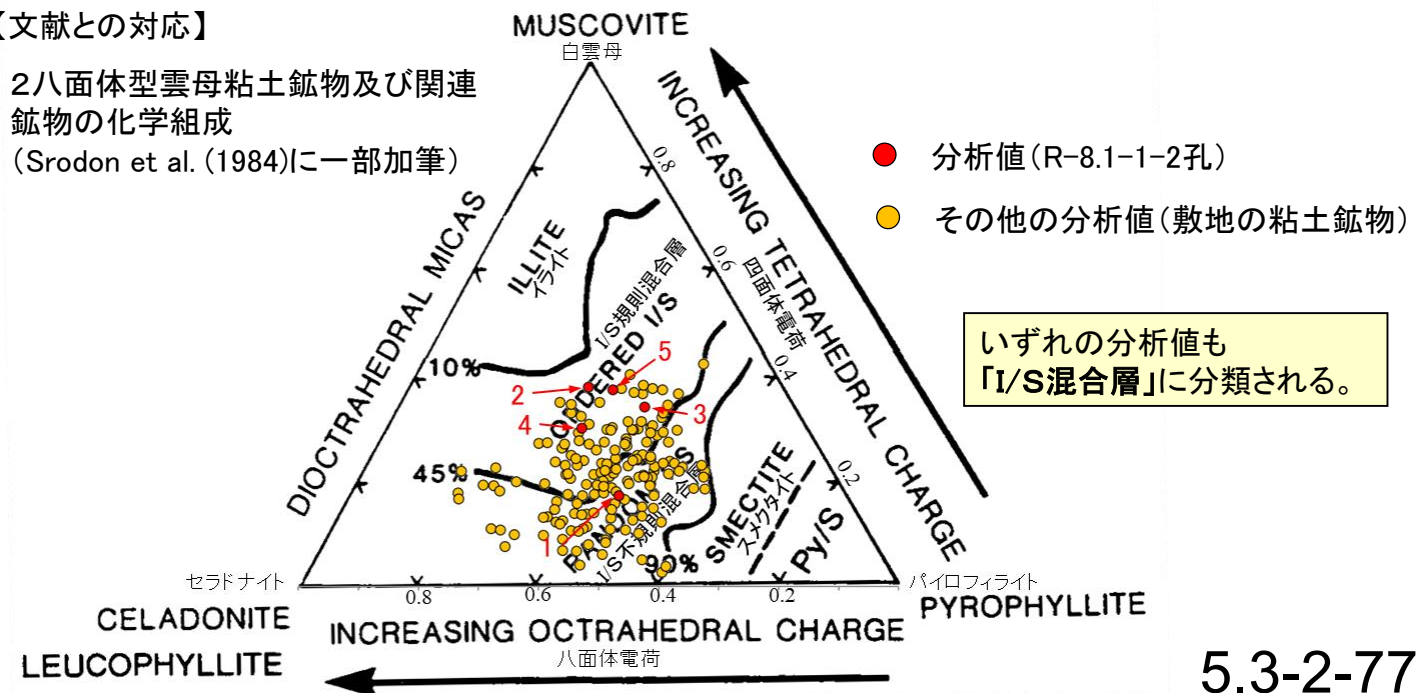 【文献との対応】
2八面体型雲母粘土鉱物及び関連
鉱物の化学組成
(Srodon et al. (1984)に一部加筆)
MUSCOVITE
白雲母
INCREASING TETRAHEDRAL CHARGE
四面体電荷
0.8
0.6
0.4
0.2
DIOCTRAHEDRAL MICAS
ILLITE
イライト
I/S規則混合層
ORDERED I/S
10%
45%
90%
2
5
3
4
1
I/S不規則混合層
SMECTITE
スメクタイト
Py/S
分析値(R-8.1-1-2孔)
その他の分析値(敷地の粘土鉱物)
いずれの分析値も
「I/S混合層」に分類される。
セラドナイト
パイロフィライト
0.8
0.6
0.4
0.2
CELADONITE
LEUCOPHYLLITE
INCREASING OCTRAHEDRAL CHARGE
八面体電荷
PYROPHYLLITE
5.3-2-77